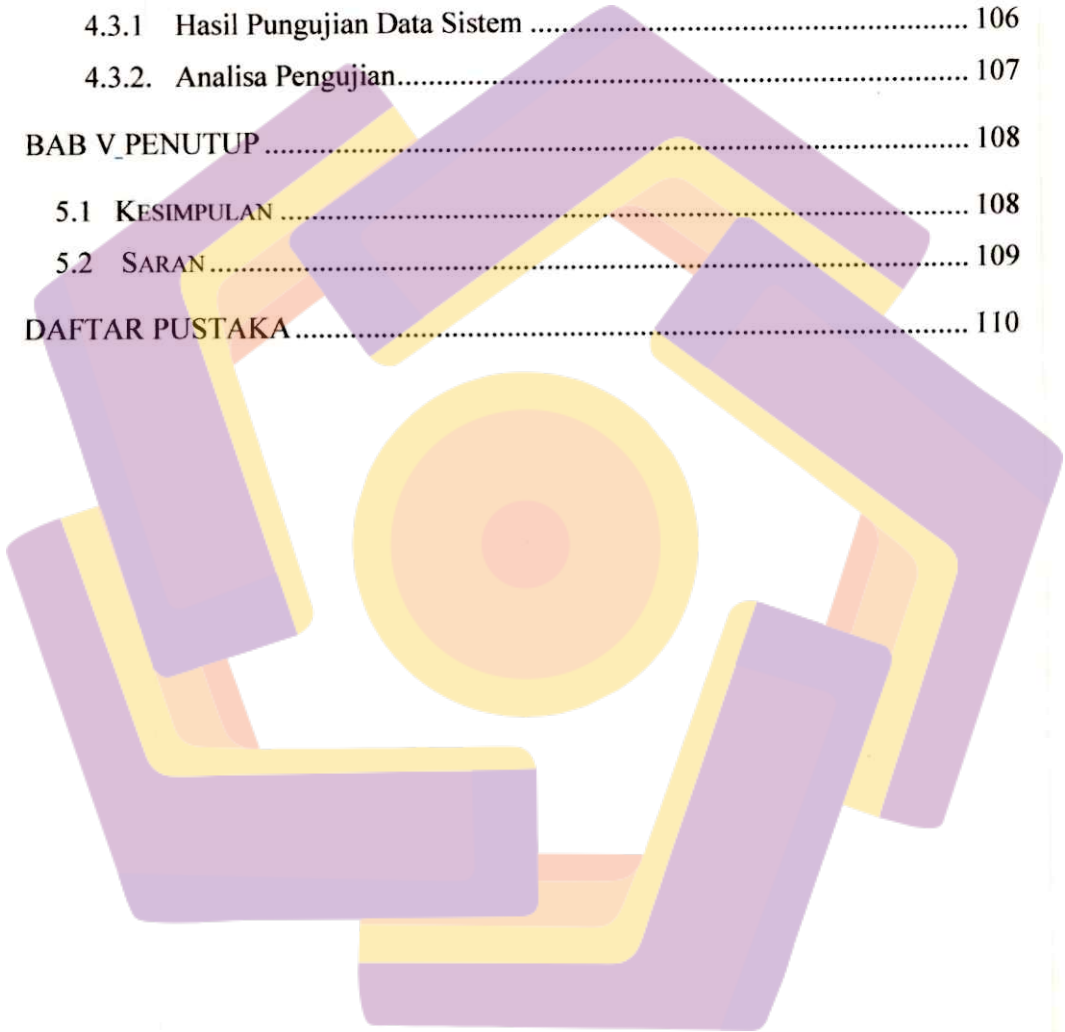 4.3.1 Hasil Pungujian Data Sistem ........................................................ 106
4.3.2. Analisa Pengujian........................................................................ 107
BAB V PENUTUP ................................................................................ 108
5.1 KESIMPULAN ................................................................................ 108
5.2 SARAN ........................................................................................... 109
DAFTAR PUSTAKA ............................................................................ 110